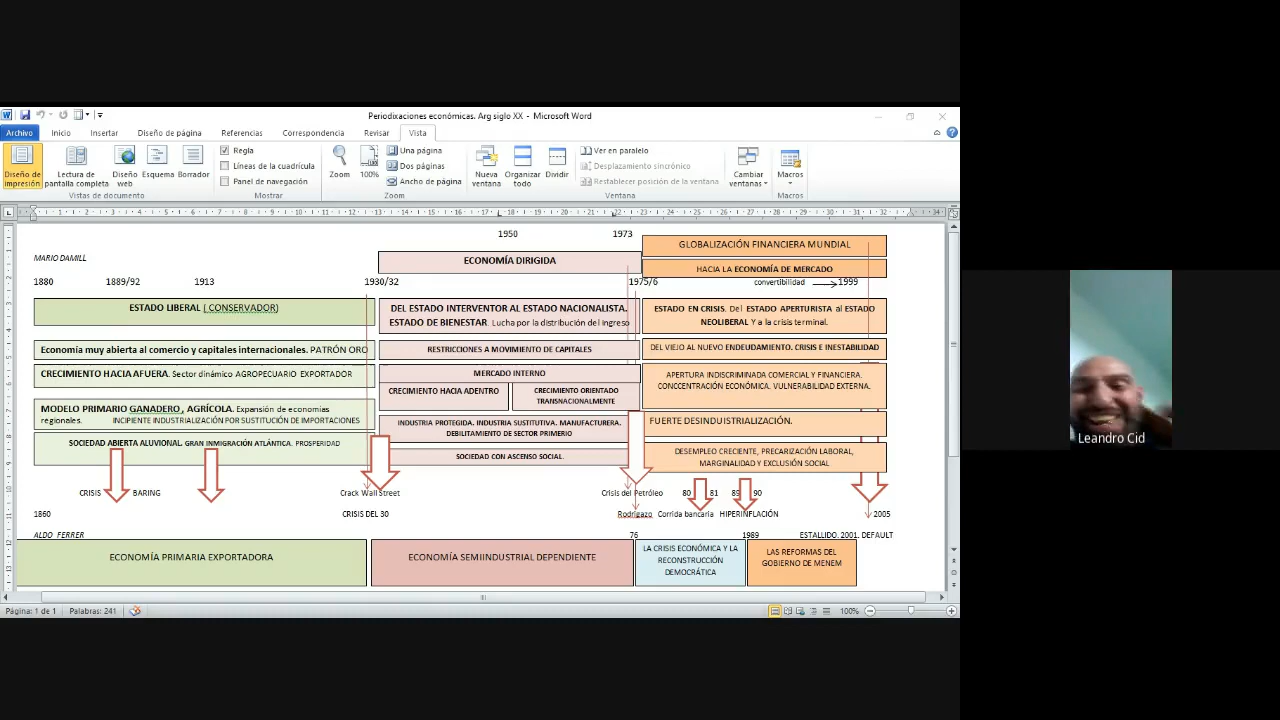 Periodixaciones económicas. Arg siglo XX - Microsoft Word
Archivo Inicio Insertar Diseño de página Referencias Correspondencia Revisar Vista
Diseño de impresión
Lectura de pantalla completa
Diseño web
Esquema
Borrador
Vistas de documento
Regla
Líneas de la cuadrícula
Panel de navegación
Mostrar
Zoom
100%
Una página
Dos páginas
Ancho de página
Zoom
Nueva ventana
Organizar todo
Dividir
Ver en paralelo
Desplazamiento sincrónico
Restablecer posición de la ventana
Ventana
Cambiar ventanas
Macros
Macros
1950 1973
GLOBALIZACIÓN FINANCIERA MUNDIAL
MARIO DAMILL
ECONOMÍA DIRIGIDA
HACIA LA ECONOMÍA DE MERCADO
1880 1889/92 1913 1930/32 1975/6 convertibilidad 1999
ESTADO LIBERAL ( CONSERVADOR)
DEL ESTADO INTERVENTOR AL ESTADO NACIONALISTA.
ESTADO DE BIENESTAR. Lucha por la distribución del ingreso
ESTADO EN CRISIS. Del ESTADO APERTURISTA al ESTADO
NEOLIBERAL Y a la crisis terminal.
Economía muy abierta al comercio y capitales internacionales. PATRÓN ORO
RESTRICCIONES A MOVIMIENTO DE CAPITALES
DEL VIEJO AL NUEVO ENDEUDAMIENTO. CRISIS E INESTABILIDAD
CRECIMIENTO HACIA AFUERA. Sector dinámico AGROPECUARIO EXPORTADOR
MERCADO INTERNO
CRECIMIENTO HACIA ADENTRO
CRECIMIENTO ORIENTADO
TRANSNACIONALMENTE
APERTURA INDISCRIMINADA COMERCIAL Y FINANCIERA.
CONCCENTRACIÓN ECONÓMICA. VULNERABILIDAD EXTERNA.
MODELO PRIMARIO GANADERO, AGRÍCOLA. Expansión de economías
regionales. INCIPIENTE INDUSTRIALIZACIÓN POR SUSTITUCIÓN DE IMPORTACIONES
INDUSTRIA PROTEGIDA. INDUSTRIA SUSTITUTIVA. MANUFACTURERA.
DEBILITAMIENTO DE SECTOR PRIMERIO
FUERTE DESINDUISTRIALIZACIÓN.
SOCIEDAD ABIERTA ALUVIONAL. GRAN INMIGRACIÓN ATLÁNTICA. PROSPERIDAD
SOCIEDAD CON ASCENSO SOCIAL.
DESEMPLEO CRECIENTE, PRECARIZACIÓN LABORAL,
MARGINALIDAD Y EXCLUSIÓN SOCIAL
CRISIS BARING Crack Wall Street Crisis del Petróleo 80 81 89 90
1860 CRISIS DEL 30 Rodrigazo Corrida bancaria HIPERINFLACIÓN 2005
ALDO FERRER 76 1989 ESTALLIDO. 2001. DEFAULT
ECONOMÍA PRIMARIA EXPORTADORA
ECONOMÍA SEMIINDUSTRIAL DEPENDIENTE
LA CRISIS ECONÓMICA Y LA
RECONSTRUCCIÓN
DEMOCRÁTICA
LAS REFORMAS DEL
GOBIERNO DE MENEM
Página: 1 de 1 Palabras: 241 100%
Leandro Cid